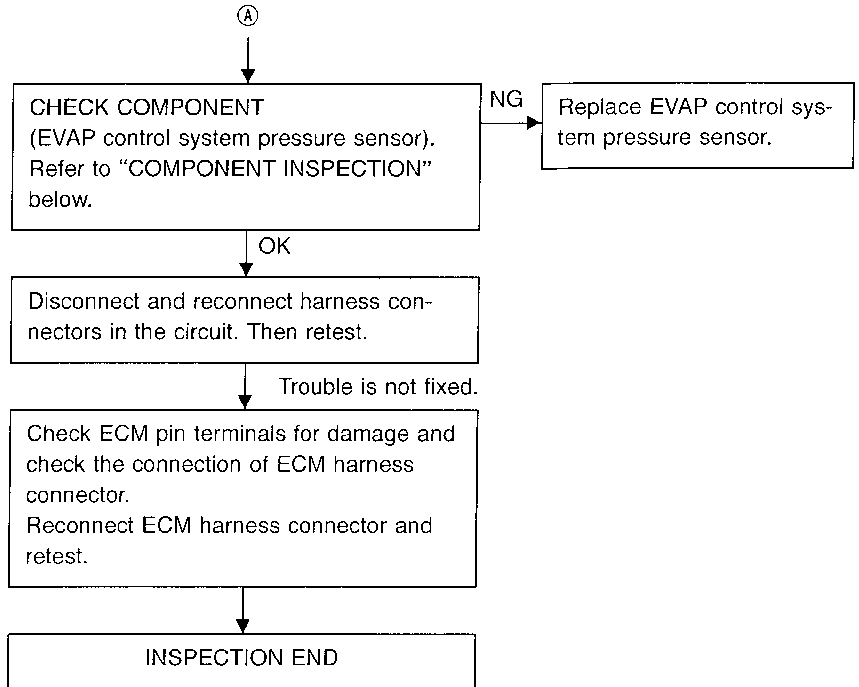 A
CHECK COMPONENT
(EVAP control system pressure sensor).
Refer to “COMPONENT INSPECTION”
below.
NG
Replace EVAP control sys-
tem pressure sensor.
OK
Disconnect and reconnect harness con-
nectors in the circuit. Then retest.
Trouble is not fixed.
Check ECM pin terminals for damage and
check the connection of ECM harness
connector.
Reconnect ECM harness connector and
retest.
INSPECTION END